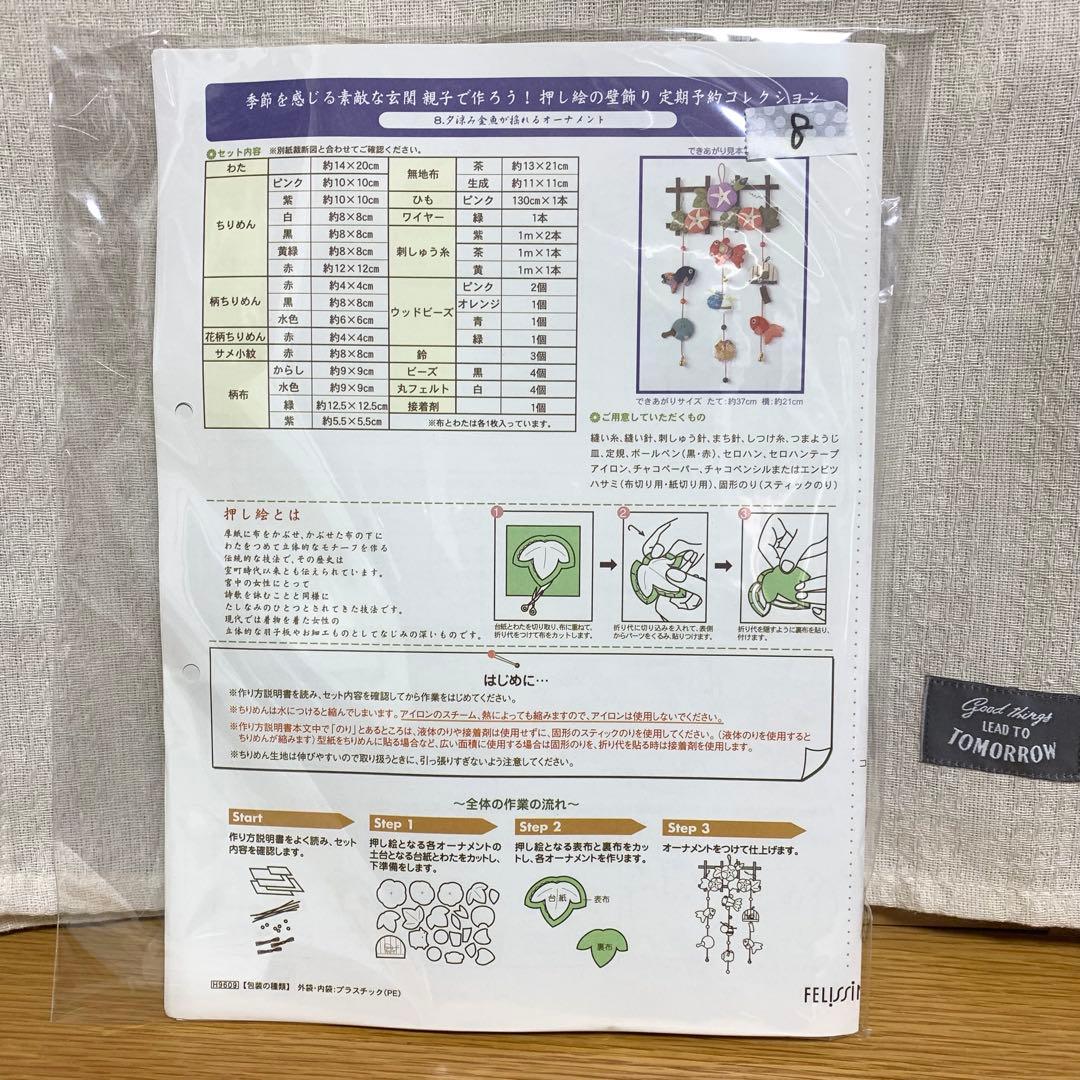 季節を感じる素敵な玄関 親子で作ろう！押し絵の壁飾り 定期予約コレクション
8.夕涼み金魚が揺れるオーナメント
8
セット内容 ※別紙裁断図と合わせてご確認ください。
わた 約14×20cm
ちりめん ピンク 約10×10cm
紫 約10×10cm
白 約8×8cm
黒 約8×8cm
黄緑 約8×8cm
赤 約12×12cm
柄ちりめん 赤 約4×4cm
黒 約8×8cm
水色 約6×6cm
花柄ちりめん 赤 約4×4cm
サメ小紋 赤 約8×8cm
柄布 からし 約9×9cm
水色 約9×9cm
緑 約12.5×12.5cm
紫 約5.5×5.5cm
無地布 茶 約13×21cm
生成 約11×11cm
ひも ピンク 130cm×1本
ワイヤー 緑 1本
刺しゅう糸 紫 1m×2本
茶 1m×1本
黄 1m×1本
ウッドビーズ ピンク 2個
オレンジ 1個
青 1個
緑 1個
鈴 3個
ビーズ 黒 4個
丸フェルト 白 4個
接着剤 1個
※布とわたは各1枚入っています。
できあがり見本
できあがりサイズ たて:約37cm 横:約21cm
ご用意していただくもの
縫い糸、縫い針、刺しゅう針、まち針、しつけ糸、つまようじ
皿、定規、ボールペン(黒・赤)、セロハン、セロハンテープ
アイロン、チャコペーパー、チャコペンシルまたはエンピツ
ハサミ(布切り用・紙切り用)、固形のり(スティックのり)
押し絵とは
厚紙に布をかぶせ、かぶせた布の下に
わたをつめて立体的なモチーフを作る
伝統的な技法で、その歴史は
室町時代以来とも伝えられています。
宮中の女性にとって
詩歌を詠むことと同様に
たしなみのひとつとされてきた技法です。
現代では着物を着た女性の
立体的な羽子板やお細工ものとしてなじみの深いものです。
1
台紙とわたを切り取り、布に重ねて、
折り代をつけて布をカットします。
2
折り代に切り込みを入れて、表側
からパーツをくるみ、貼りつけます。
3
折り代を隠すように裏布を貼り、
付けます。
はじめに…
※作り方説明書を読み、セット内容を確認してから作業をはじめてください。
※ちりめんは水につけると縮んでしまいます。アイロンのスチーム、熱によっても縮みますので、アイロンは使用しないでください。
※作り方説明書本文中で「のり」とあるところは、液体のりや接着剤は使用せずに、固形のスティックのりを使用してください。(液体のりを使用すると
ちりめんが縮みます)型紙をちりめんに貼る場合など、広い面積に使用する場合は固形のりを、折り代を貼る時は接着剤を使用します。
※ちりめん生地は伸びやすいので取り扱うときに、引っ張りすぎないよう注意してください。
～全体の作業の流れ～
Start
作り方説明書をよく読み、セット
内容を確認します。
Step 1
押し絵となる各オーナメントの
土台となる台紙とわたをカットし、
下準備をします。
Step 2
押し絵となる表布と裏布をカッ
トし、各オーナメントを作ります。
台紙
表布
裏布
Step 3
オーナメントをつけて仕上げます。
H9609 【包装の種類】 外袋・内袋:プラスチック(PE)
FELISSIM
Good things
LEAD TO
TOMORROW